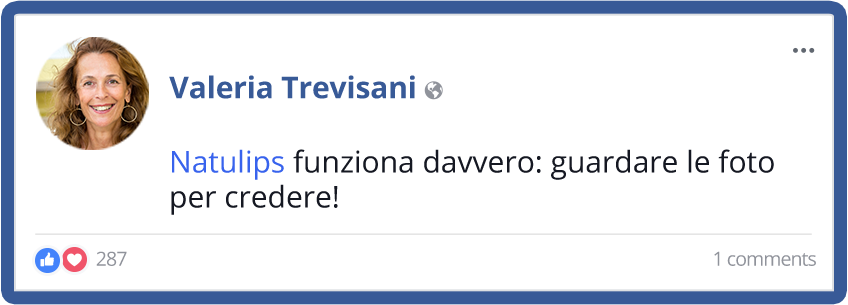 Valeria Trevisani
Natulips funziona davvero: guardare le foto
per credere!
287
1 comments